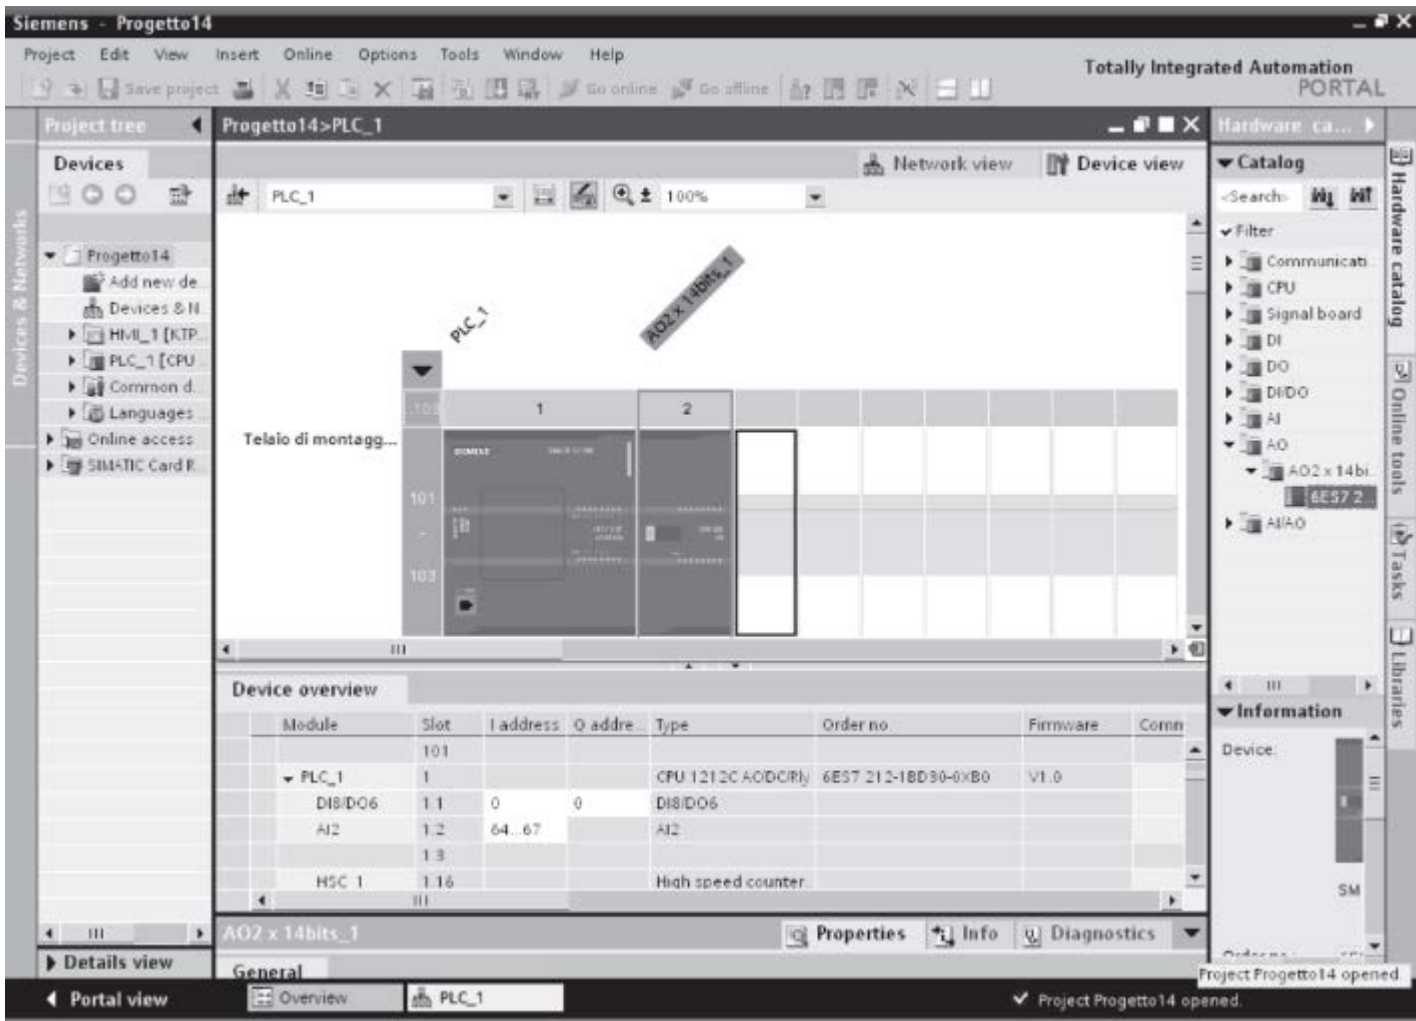 Siemens - Progetto14
Project Edit View Insert Online Options Tools Window Help
Totally Integrated Automation
PORTAL
Save project Go online Go offline
Project tree
Devices
Devices & Networks
Progetto14
Add new de...
Devices & N...
HMI_1 [KTP...
PLC_1 [CPU...
Common d...
Languages ...
Online access
SIMATIC Card R...
Details view
Progetto14>PLC_1
Network view Device view
PLC_1 100%
PLC_1
AO2 x 14bits_1
1 2
Telaio di montagg...
101
103
Device overview
Module Slot I address Q addre... Type Order no. Firmware Comm
101
PLC_1 1 CPU 1212C AODC/Rly 6ES7 212-1BD30-0XB0 V1.0
DI8/DO6 1.1 0 0 DI8/DO6
AI2 1.2 64...67 AI2
1.3
HSC_1 1.16 High speed counter
AO2 x 14bits_1
Properties Info Diagnostics
General
Hardware ca...
Catalog
<Search>
Filter
Communicati...
CPU
Signal board
DI
DO
DI/DO
AI
AO
AO2 x 14bi...
6ES7 2...
AI/AO
Information
Device:
SM
Hardware catalog
Online tools
Tasks
Libraries
Project Progetto14 opened.
Portal view
Overview
PLC_1
Project Progetto14 opened.